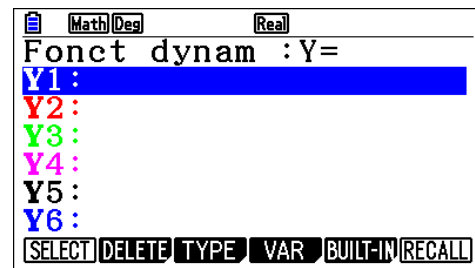 Math Deg Real
Fonct dynam :Y=
Y1:
Y2:
Y3:
Y4:
Y5:
Y6:
SELECT DELETE TYPE VAR BUILT-IN RECALL